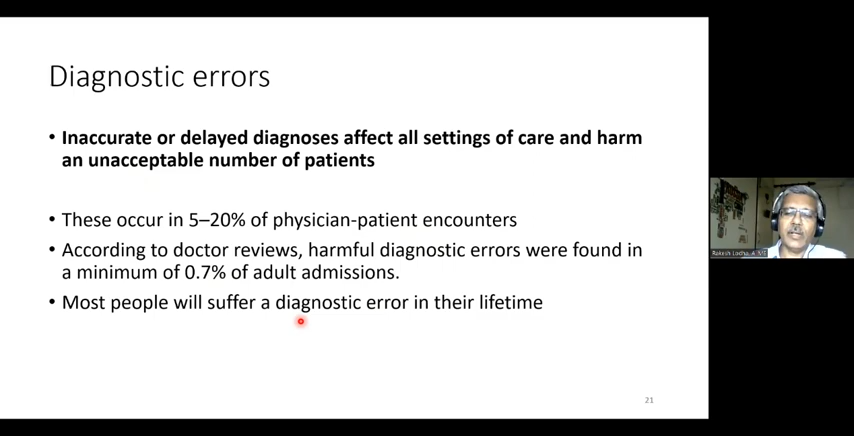 Diagnostic errors
• Inaccurate or delayed diagnoses affect all settings of care and harm
an unacceptable number of patients
• These occur in 5–20% of physician-patient encounters
• According to doctor reviews, harmful diagnostic errors were found in
a minimum of 0.7% of adult admissions.
• Most people will suffer a diagnostic error in their lifetime
21
Rakesh Lodha,